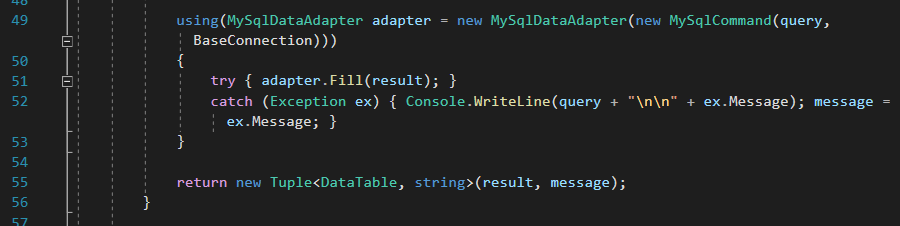 48
49 using(MySqlDataAdapter adapter = new MySqlDataAdapter(new MySqlCommand(query,
BaseConnection)))
50 {
51 try { adapter.Fill(result); }
52 catch (Exception ex) { Console.WriteLine(query + "\n\n" + ex.Message); message =
ex.Message; }
53 }
54
55 return new Tuple<DataTable, string>(result, message);
56 }
57